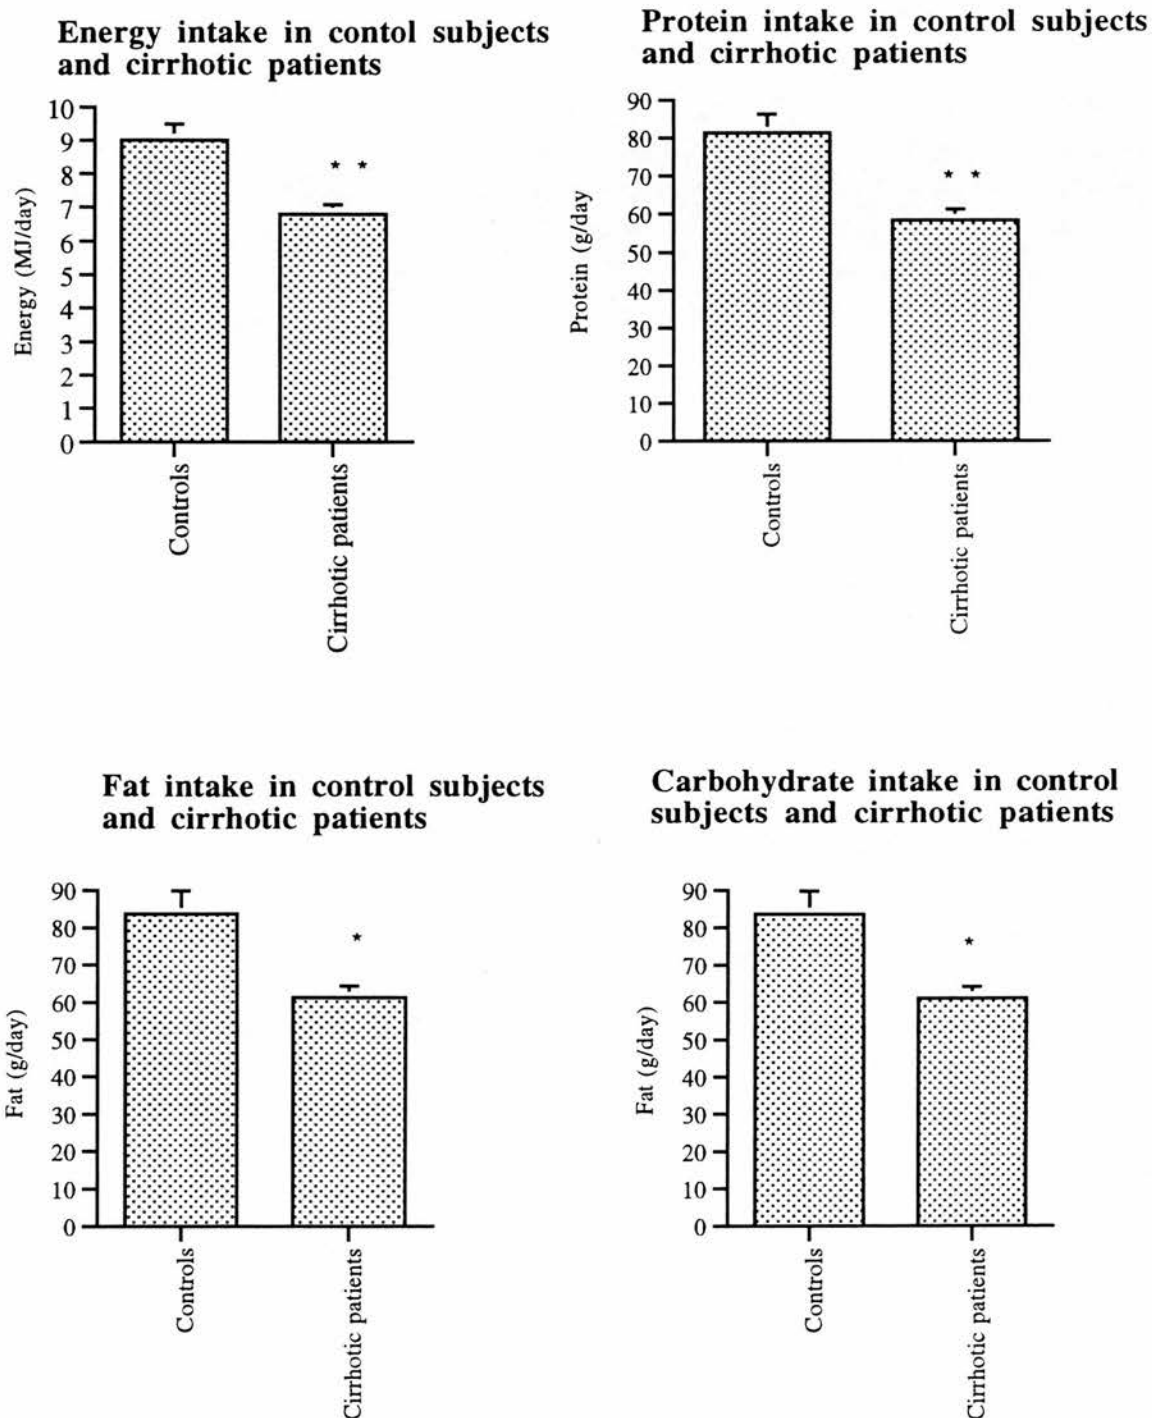 Energy intake in contol subjects
and cirrhotic patients
10
9
8
7
6
5
4
3
2
1
0
Energy (MJ/day)
* *
Controls
Cirrhotic patients
Protein intake in control subjects
and cirrhotic patients
90
80
70
60
50
40
30
20
10
0
Protein (g/day
* *
Controls
Cirrhotic patients
Fat intake in control subjects
and cirrhotic patients
90
80
70
60
50
40
30
20
10
0
Fat (g/day)
*
Controls
Cirrhotic patients
Carbohydrate intake in control
subjects and cirrhotic patients
90
80
70
60
50
40
30
20
10
0
Fat (g/day)
*
Controls
Cirrhotic patients